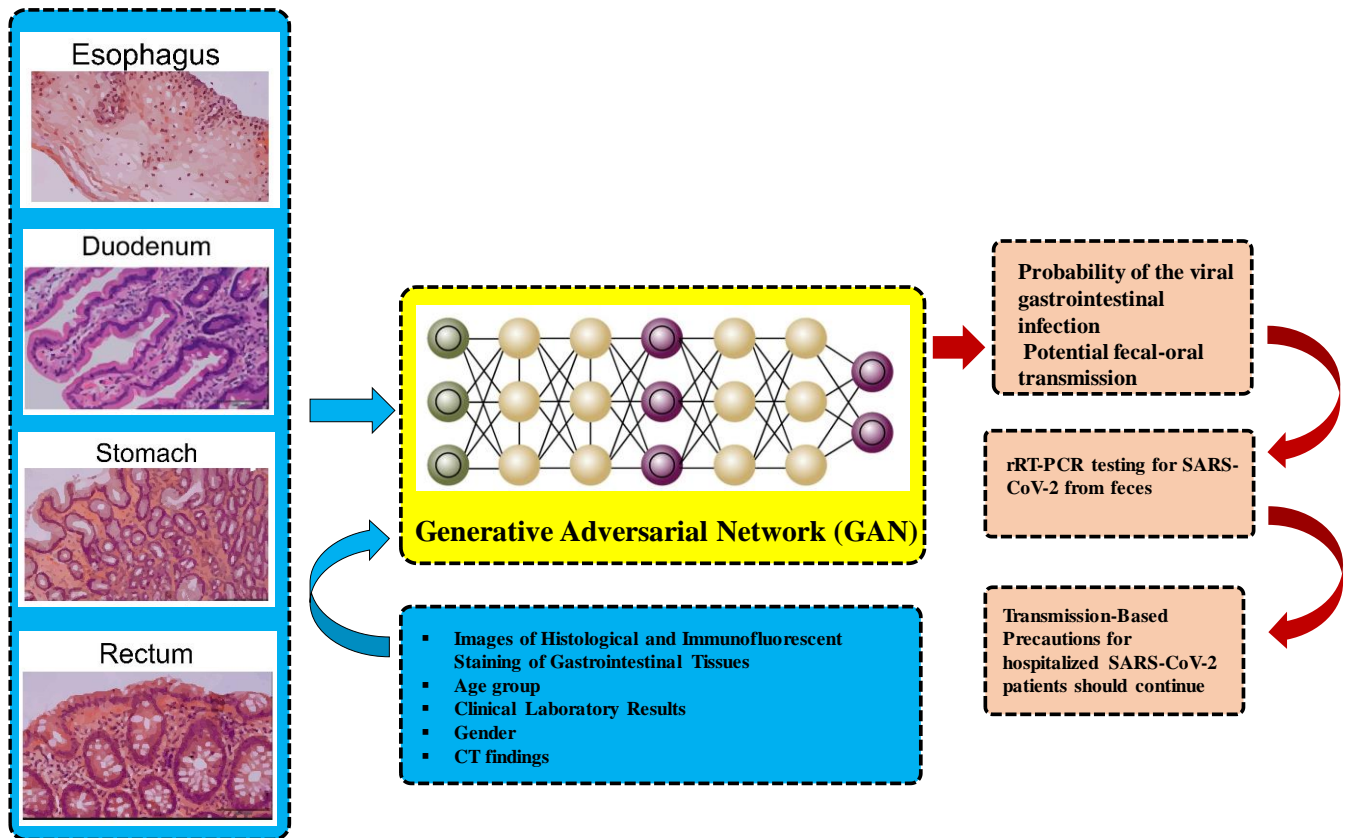 Esophagus
Duodenum
Stomach
Rectum
Generative Adversarial Network (GAN)
▪ Images of Histological and Immunofluorescent
Staining of Gastrointestinal Tissues
▪ Age group
▪ Clinical Laboratory Results
▪ Gender
▪ CT findings
Probability of the viral
gastrointestinal
infection
Potential fecal-oral
transmission
rRT-PCR testing for SARS-
CoV-2 from feces
Transmission-Based
Precautions for
hospitalized SARS-CoV-2
patients should continue